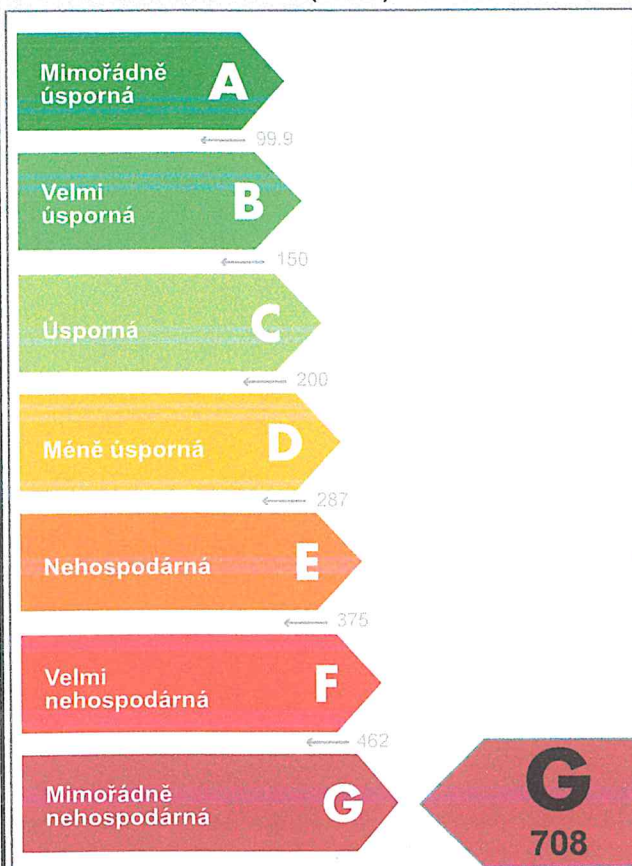 Mimořádně
úsporná
A
99.9
Velmi
úsporná
B
150
Úsporná
C
200
Méně úsporná
D
287
Nehospodárná
E
375
Velmi
nehospodárná
F
462
Mimořádně
nehospodárná
G
G
708